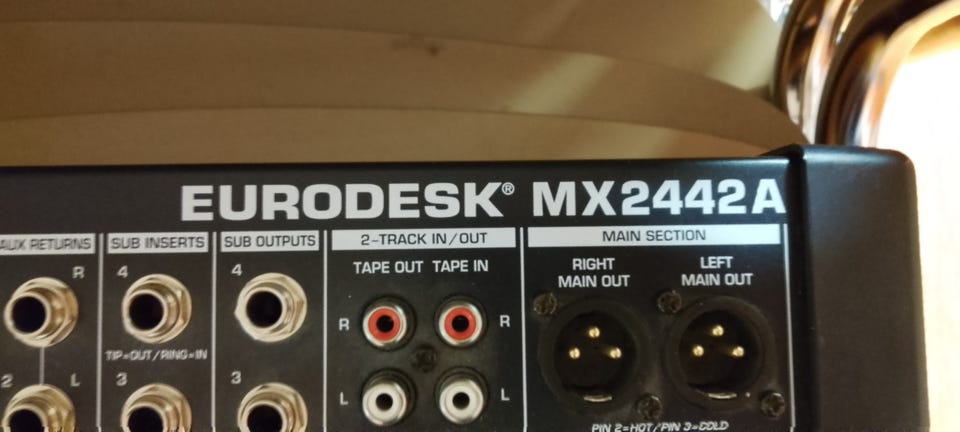 EURODESK® MX2442A
AUX RETURNS
SUB INSERTS
SUB OUTPUTS
2-TRACK IN/OUT
MAIN SECTION
R
4
4
TAPE OUT TAPE IN
RIGHT
MAIN OUT
LEFT
MAIN OUT
R
R
TIP=OUT/RING=IN
2
L
3
3
L
L
PIN 2=HOT/PIN 3=COLD